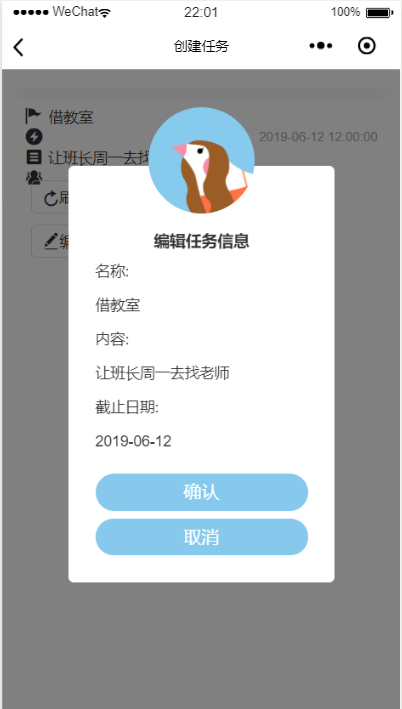 WeChat 22:01 100%
创建任务
借教室
2019-06-12 12:00:00
让班长周一去找
编辑任务信息
名称:
借教室
内容:
让班长周一去找老师
截止日期:
2019-06-12
确认
取消